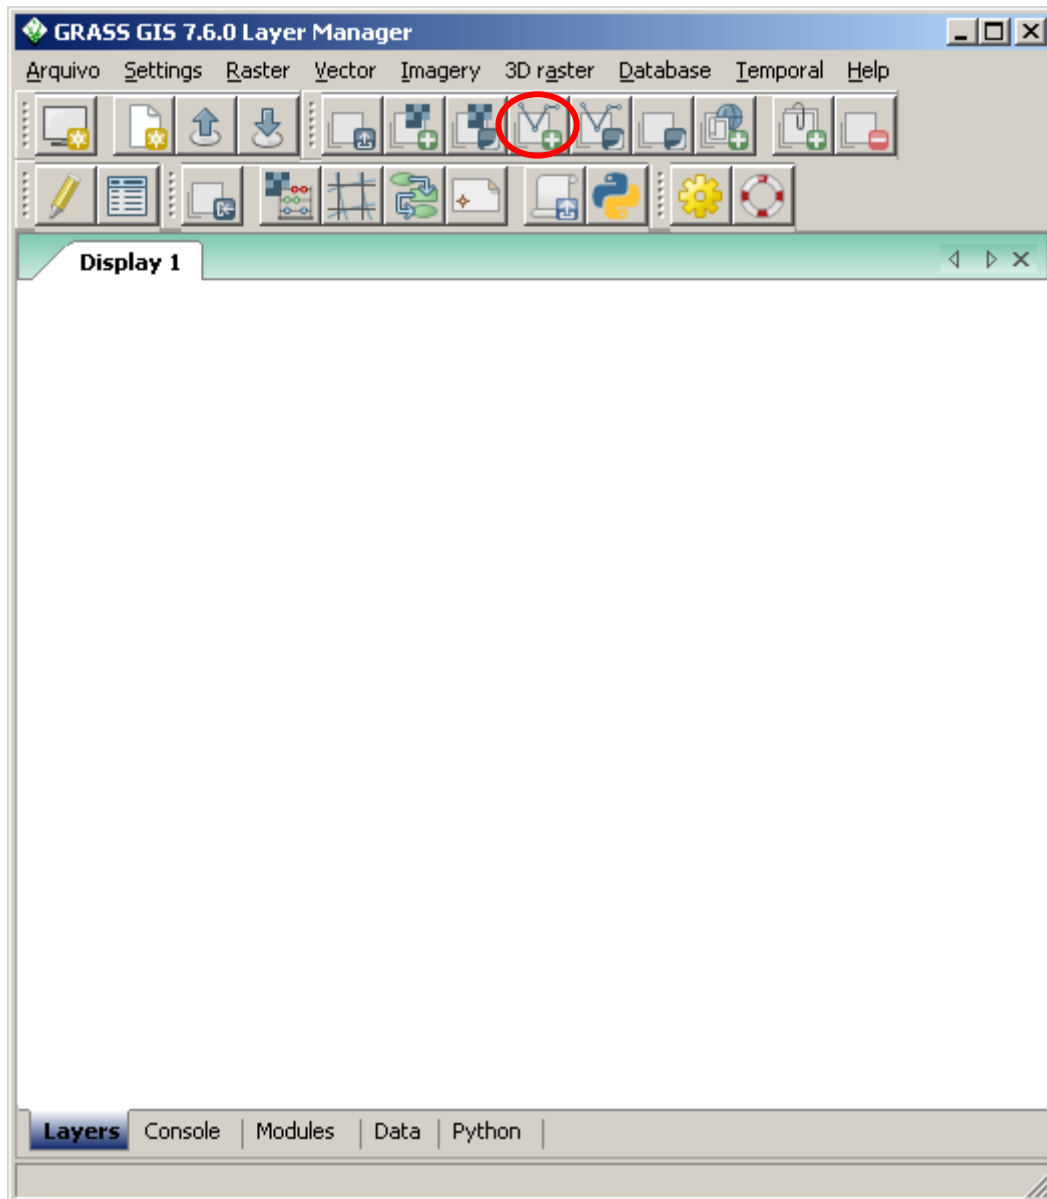 GRASS GIS 7.6.0 Layer Manager
Arquivo Settings Raster Vector Imagery 3D raster Database Temporal Help
Display 1
Layers Console Modules Data Python